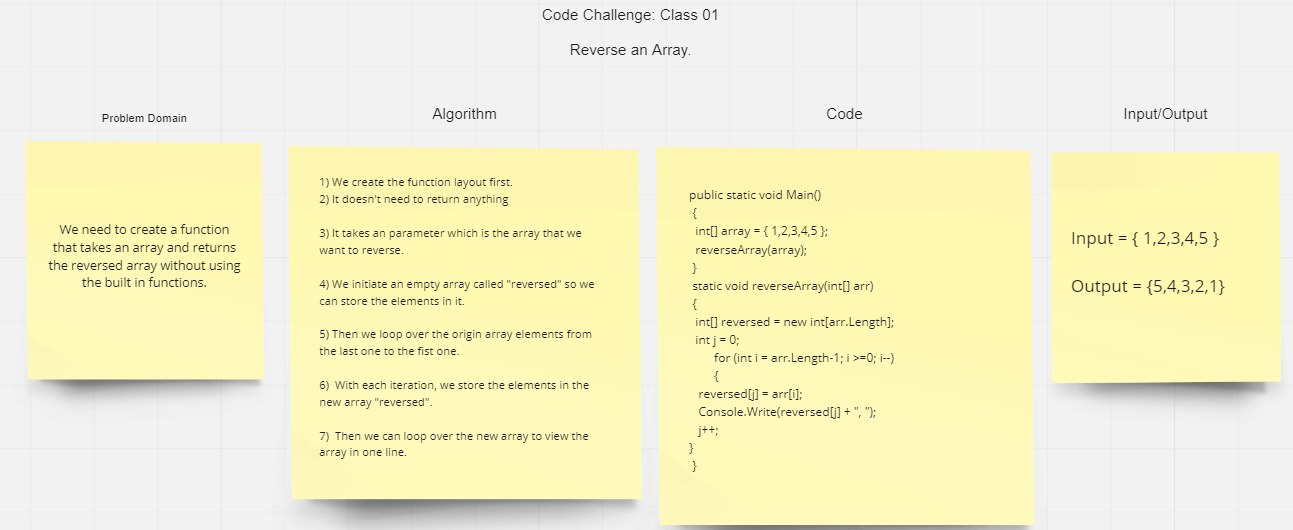 Code Challenge: Class 01
Reverse an Array.
Problem Domain
We need to create a function
that takes an array and returns
the reversed array without using
the built in functions.
Algorithm
1) We create the function layout first.
2) It doesn't need to return anything
3) It takes an parameter which is the array that we
want to reverse.
4) We initiate an empty array called "reversed" so we
can store the elements in it.
5) Then we loop over the origin array elements from
the last one to the fist one.
6) With each iteration, we store the elements in the
new array "reversed".
7) Then we can loop over the new array to view the
array in one line.
Code
public static void Main()
{
int[] array = { 1,2,3,4,5 };
reverseArray(array);
}
static void reverseArray(int[] arr)
{
int[] reversed = new int[arr.Length];
int j = 0;
for (int i = arr.Length-1; i >=0; i--)
{
reversed[j] = arr[i];
Console.Write(reversed[j] + ", ");
j++;
}
}
Input/Output
Input = { 1,2,3,4,5 }
Output = {5,4,3,2,1}